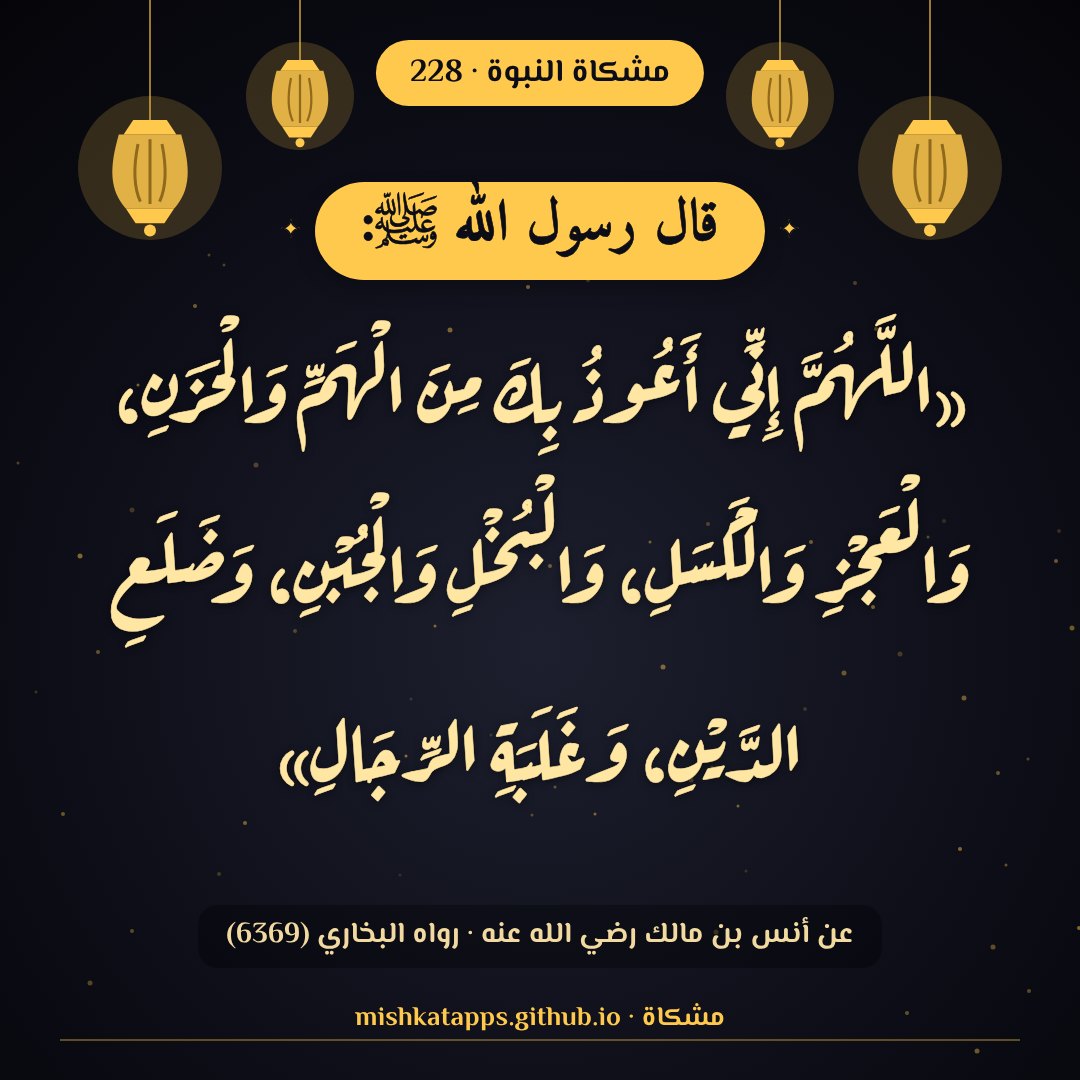 مشكاة النبوة · 228
قال رسول الله ﷺ:
«اللَّهُمَّ إِنِّي أَعُوذُ بِكَ مِنَ الْهَمِّ وَالْحَزَنِ،
وَالْعَجْزِ وَالْكَسَلِ، وَالْبُخْلِ وَالْجُبْنِ، وَضَلَعِ
الدَّيْنِ، وَغَلَبَةِ الرِّجَالِ»
عن أنس بن مالك رضي الله عنه · رواه البخاري (6369)
مشكاة · mishkatapps.github.io